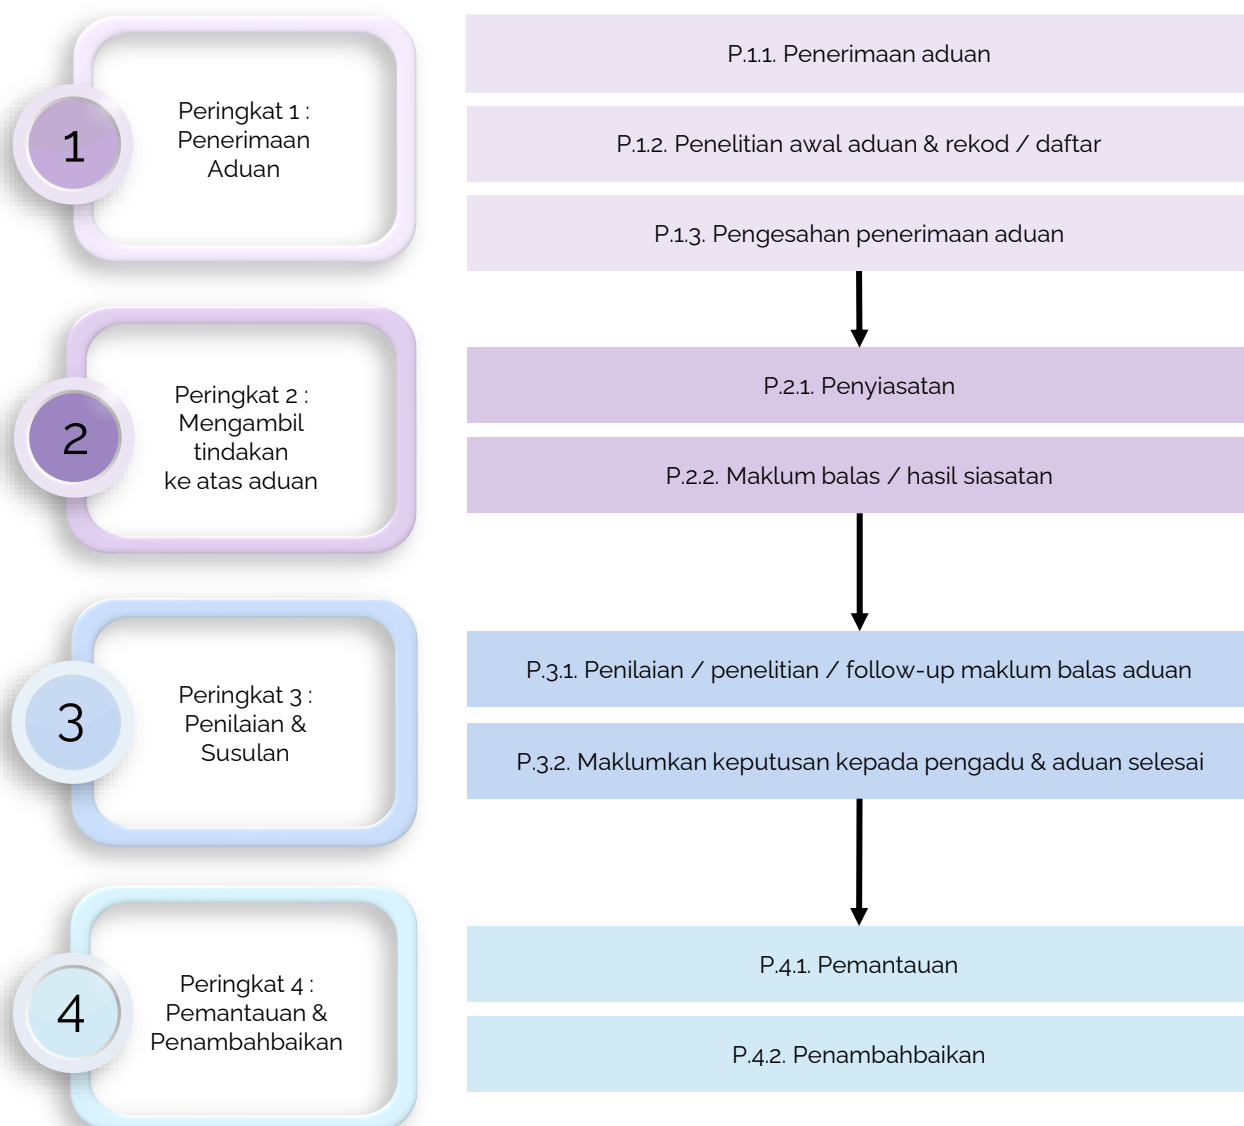 1
Peringkat 1 :
Penerimaan
Aduan
P.1.1. Penerimaan aduan
P.1.2. Penelitian awal aduan & rekod / daftar
P.1.3. Pengesahan penerimaan aduan
2
Peringkat 2 :
Mengambil
tindakan
ke atas aduan
P.2.1. Penyiasatan
P.2.2. Maklum balas / hasil siasatan
3
Peringkat 3 :
Penilaian &
Susulan
P.3.1. Penilaian / penelitian / follow-up maklum balas aduan
P.3.2. Maklumkan keputusan kepada pengadu & aduan selesai
4
Peringkat 4 :
Pemantauan &
Penambahbaikan
P.4.1. Pemantauan
P.4.2. Penambahbaikan